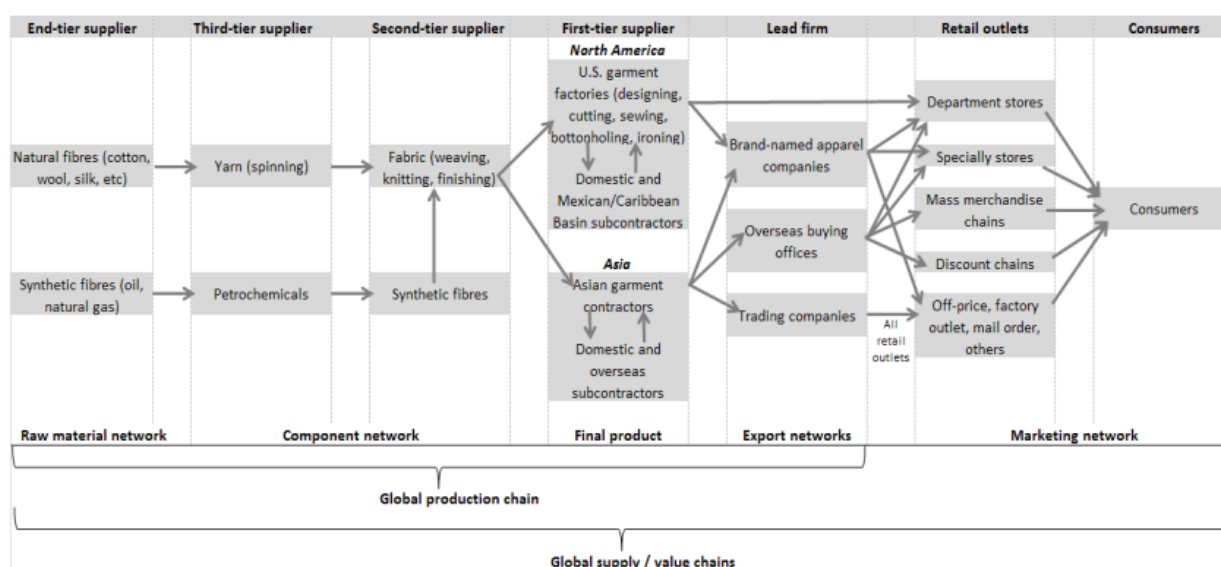 End-tier supplier
Third-tier supplier
Second-tier supplier
First-tier supplier
Lead firm
Retail outlets
Consumers
North America
U.S. garment
factories (designing,
cutting, sewing,
bottonholing, ironing)
Domestic and
Mexican/Caribbean
Basin subcontractors
Natural fibres (cotton,
wool, silk, etc)
Yarn (spinning)
Fabric (weaving,
knitting, finishing)
Brand-named apparel
companies
Department stores
Specially stores
Mass merchandise
chains
Consumers
Overseas buying
offices
Discount chains
Asia
Asian garment
contractors
Domestic and
overseas
subcontractors
Synthetic fibres (oil,
natural gas)
Petrochemicals
Synthetic fibres
Trading companies
All
retail
outlets
Off-price, factory
outlet, mail order,
others
Raw material network
Component network
Final product
Export networks
Marketing network
Global production chain
Global supply / value chains